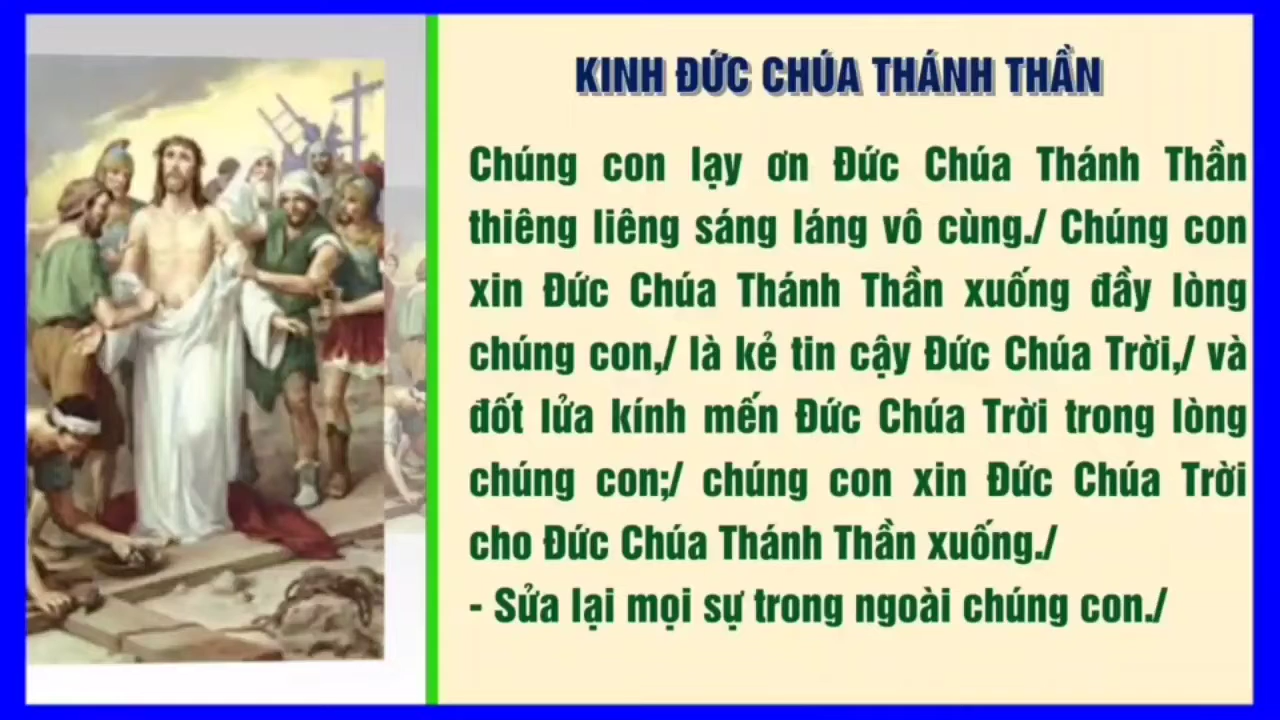 KINH ĐỨC CHÚA THÁNH THẦN
Chúng con lạy ơn Đức Chúa Thánh Thần
thiêng liêng sáng láng vô cùng./ Chúng con
xin Đức Chúa Thánh Thần xuống đầy lòng
chúng con,/ là kẻ tin cậy Đức Chúa Trời,/ và
đốt lửa kính mến Đức Chúa Trời trong lòng
chúng con;/ chúng con xin Đức Chúa Trời
cho Đức Chúa Thánh Thần xuống./
- Sửa lại mọi sự trong ngoài chúng con./